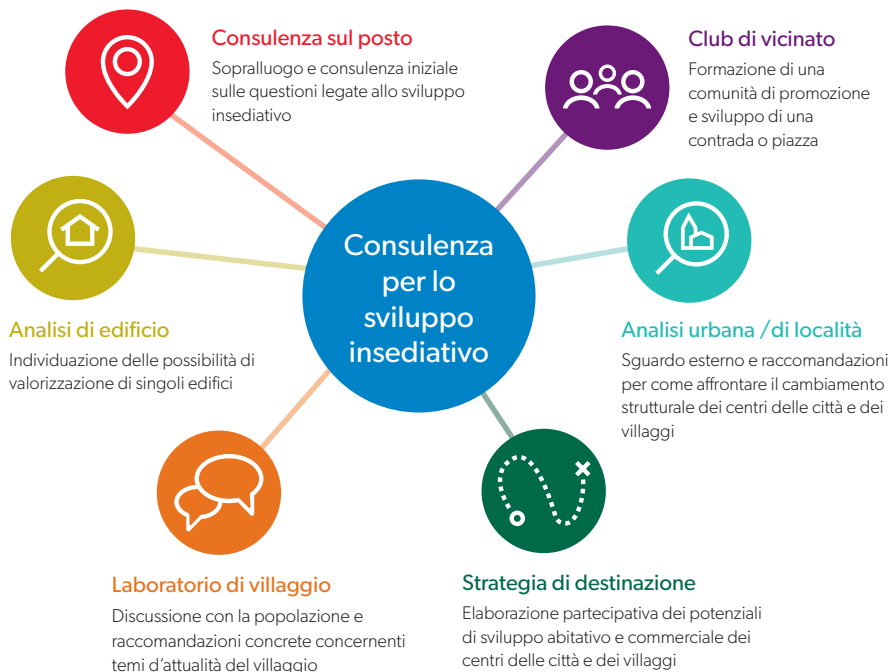 Consulenza sul posto
Sopralluogo e consulenza iniziale
sulle questioni legate allo sviluppo
insediativo
Club di vicinato
Formazione di una
comunità di promozione
e sviluppo di una
contrada o piazza
Consulenza
per lo
sviluppo
insediativo
Analisi di edificio
Individuazione delle possibilità di
valorizzazione di singoli edifici
Analisi urbana / di località
Sguardo esterno e raccomandazioni
per come affrontare il cambiamento
strutturale dei centri delle città e dei
villaggi
Laboratorio di villaggio
Discussione con la popolazione e
raccomandazioni concrete concernenti
temi d'attualità del villaggio
Strategia di destinazione
Elaborazione partecipativa dei potenziali
di sviluppo abitativo e commerciale dei
centri delle città e dei villaggi